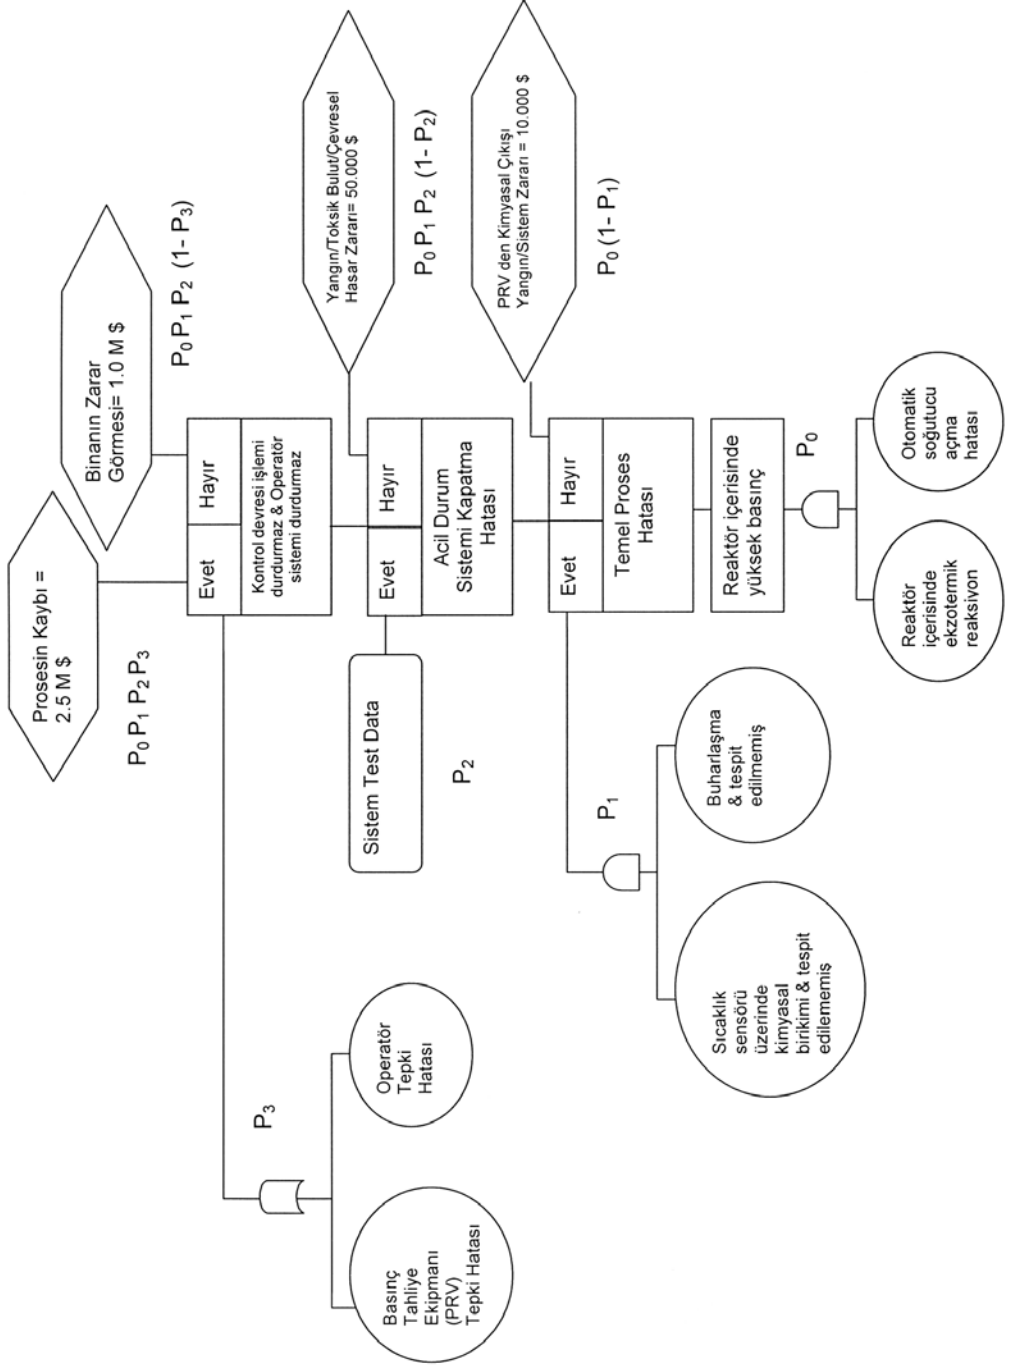 Prosesin Kaybı =
2.5 M $
P0 P1 P2 P3
Binanın Zarar
Görmesi= 1.0 M $
P0 P1 P2 (1- P3)
Evet
Hayır
Kontrol devresi işlemi
durdurmaz & Operatör
sistemi durdurmaz
Yangın/Toksik Bulut/Çevresel
Hasar Zararı= 50.000 $
P0 P1 P2 (1- P2)
Sistem Test Data
P2
Evet
Hayır
Acil Durum
Sistemi Kapatma
Hatası
PRV den Kimyasal Çıkışı
Yangın/Sistem Zararı = 10.000 $
P0 (1- P1)
Evet
Hayır
Temel Proses
Hatası
Reaktör içerisinde
yüksek basınç
P0
Reaktör
içerisinde
ekzotermik
reaksiyon
Otomatik
soğutucu
açma
hatası
P1
Sıcaklık
sensörü
üzerinde
kimyasal
birikimi & tespit
edilememiş
Buharlaşma
& tespit
edilmemiş
P3
Basınç
Tahliye
Ekipmanı
(PRV)
Tepki Hatası
Operatör
Tepki
Hatası